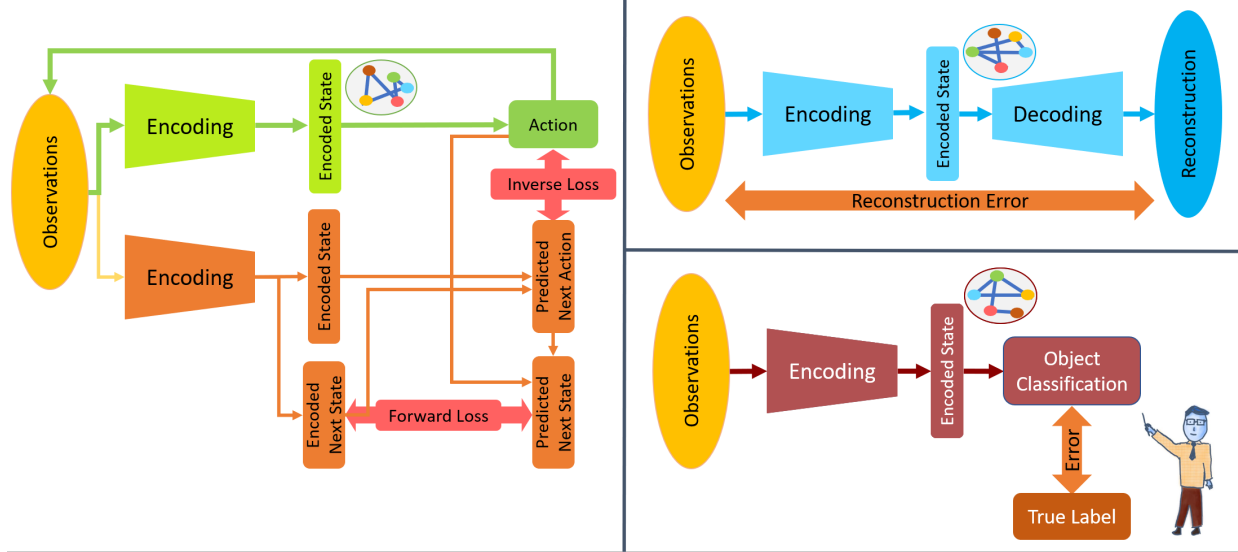 Observations
Encoding
Encoded State
Action
Inverse Loss
Encoding
Encoded State
Predicted
Next Action
Encoded
Next State
Forward Loss
Predicted
Next State
Observations
Encoding
Encoded State
Decoding
Reconstruction
Reconstruction Error
Observations
Encoding
Encoded State
Object
Classification
Error
True Label